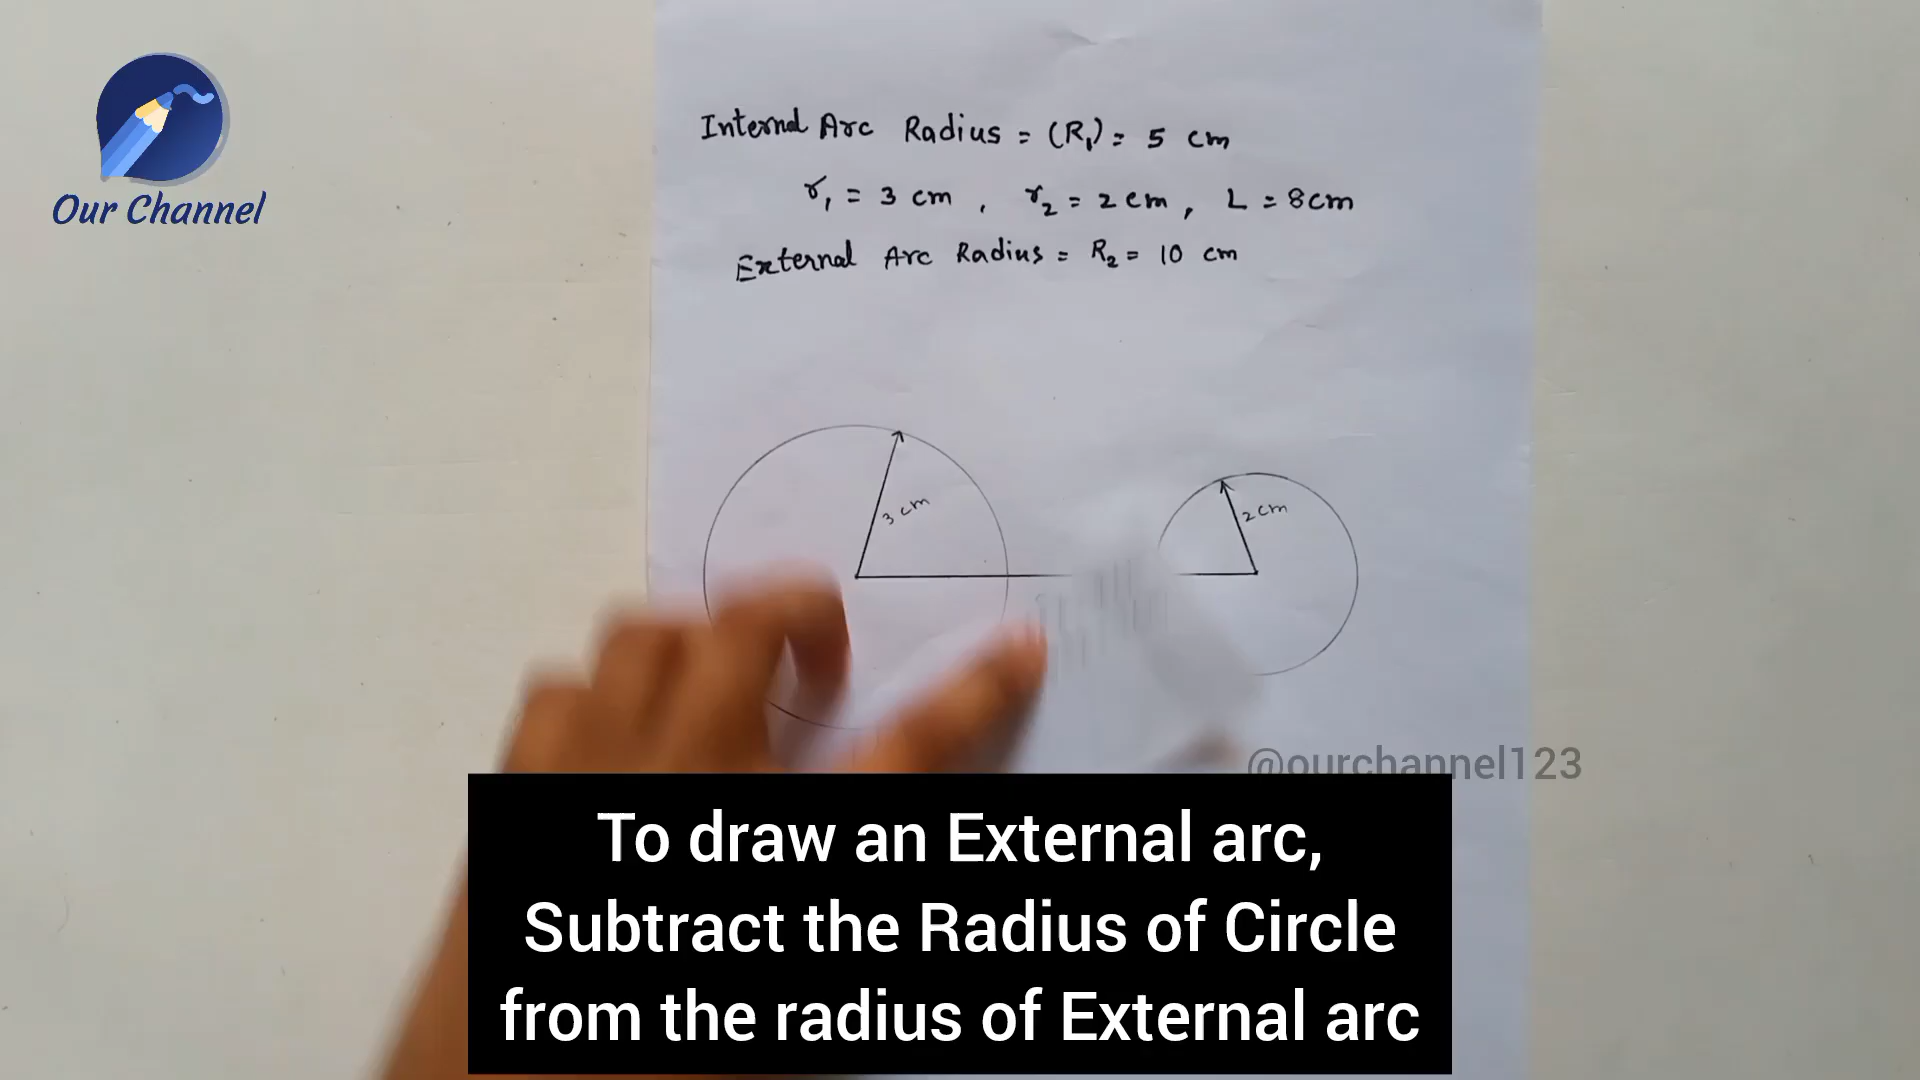 Internal Arc Radius = (R₁) = 5 cm
r₁ = 3 cm , r₂ = 2 cm , L = 8cm
External Arc Radius = R₂ = 10 cm
Our Channel
3 cm
2 cm
@ourchannel123
To draw an External arc,
Subtract the Radius of Circle
from the radius of External arc